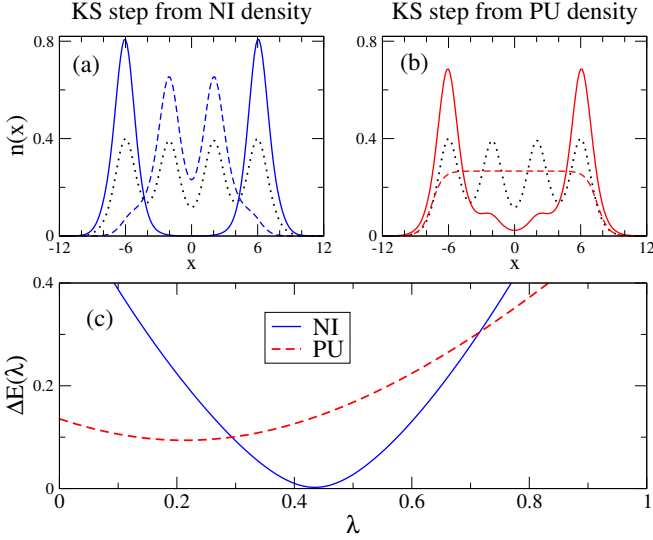 KS step from NI density
KS step from PU density
0.8
0.4
0
n(x)
(a)
-12 -6 0 6 12
x
0.8
0.4
0
(b)
-12 -6 0 6 12
x
0.4
0.2
0
ΔE(λ)
(c)
NI
PU
0 0.2 0.4 0.6 0.8 1
λ